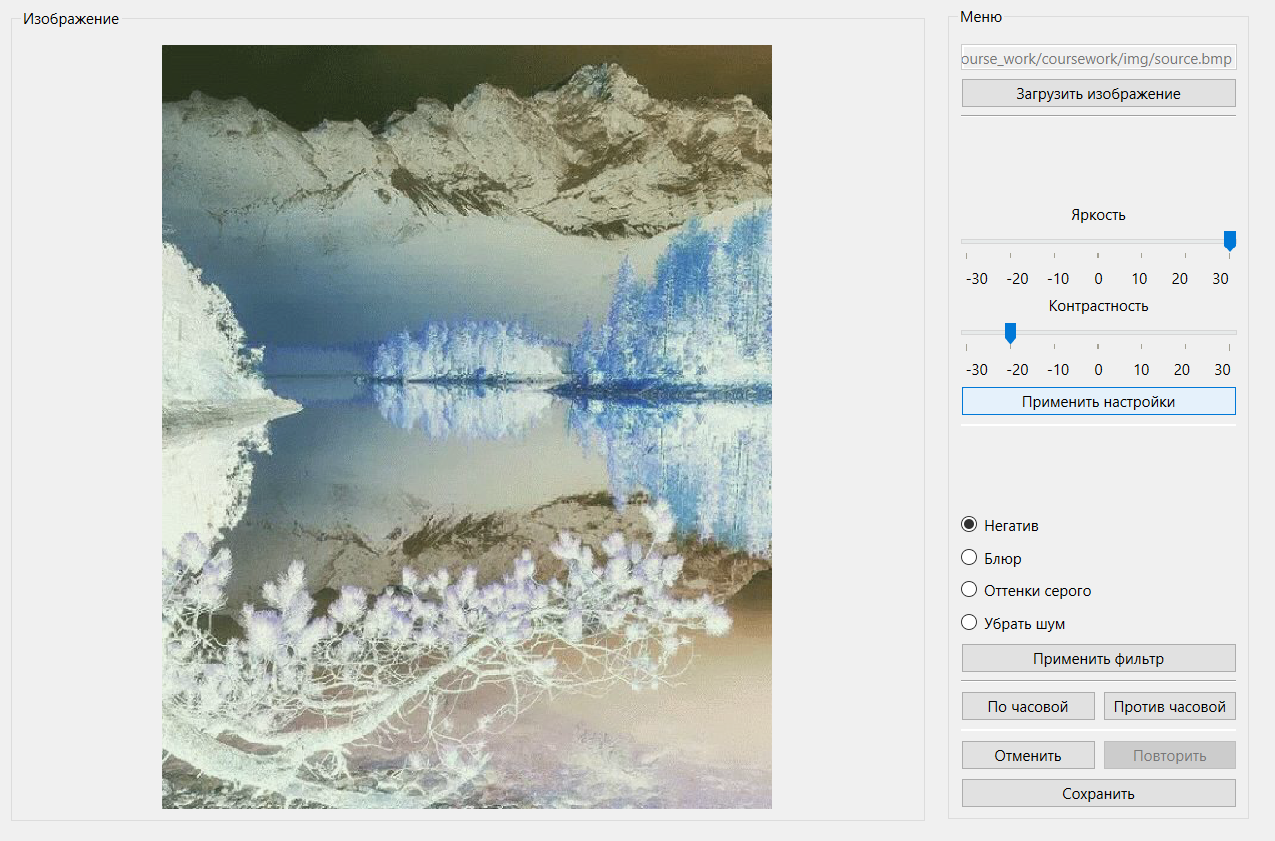 Изображение
Меню
ourse_work/coursework/img/source.bmp
Загрузить изображение
Яркость
-30 -20 -10 0 10 20 30
Контрастность
-30 -20 -10 0 10 20 30
Применить настройки
Негатив
Блюр
Оттенки серого
Убрать шум
Применить фильтр
По часовой Против часовой
Отменить Повторить
Сохранить